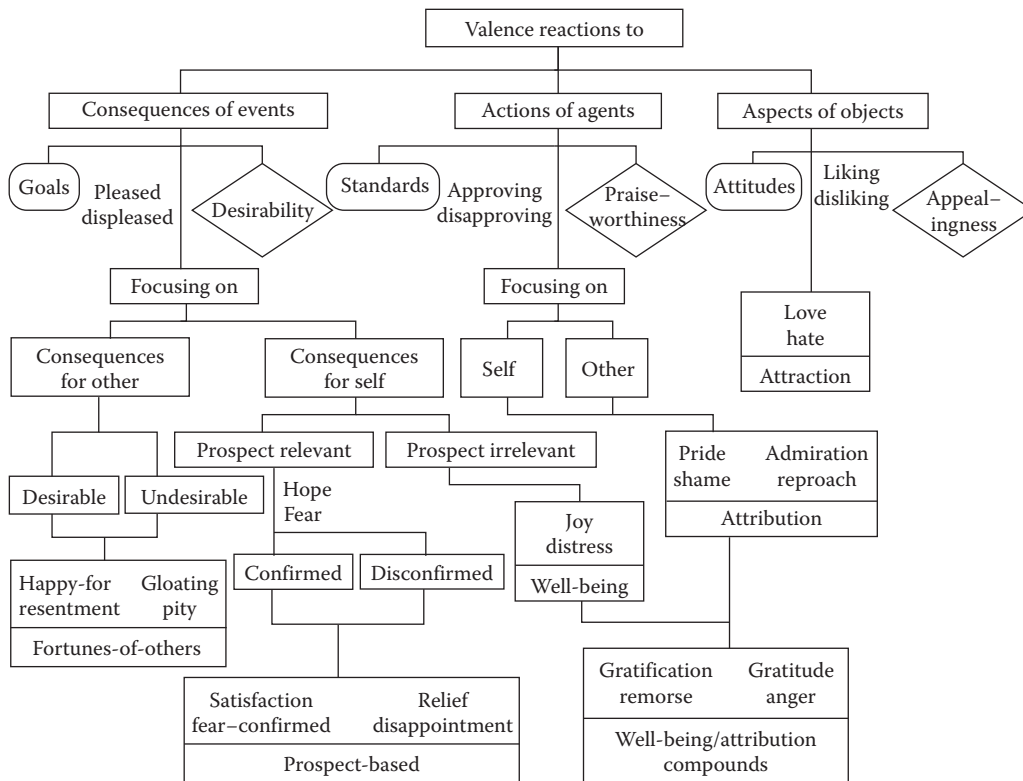 Valence reactions to
Consequences of events
Actions of agents
Aspects of objects
Goals
Pleased
displeased
Desirability
Standards
Approving
disapproving
Praise–
worthiness
Attitudes
Liking
disliking
Appeal–
ingness
Focusing on
Focusing on
Love
hate
Attraction
Consequences
for other
Consequences
for self
Self
Other
Prospect relevant
Prospect irrelevant
Pride
shame
Admiration
reproach
Attribution
Desirable
Undesirable
Hope
Fear
Joy
distress
Well-being
Confirmed
Disconfirmed
Happy-for
resentment
Gloating
pity
Fortunes-of-others
Satisfaction
fear–confirmed
Relief
disappointment
Prospect-based
Gratification
remorse
Gratitude
anger
Well-being/attribution
compounds